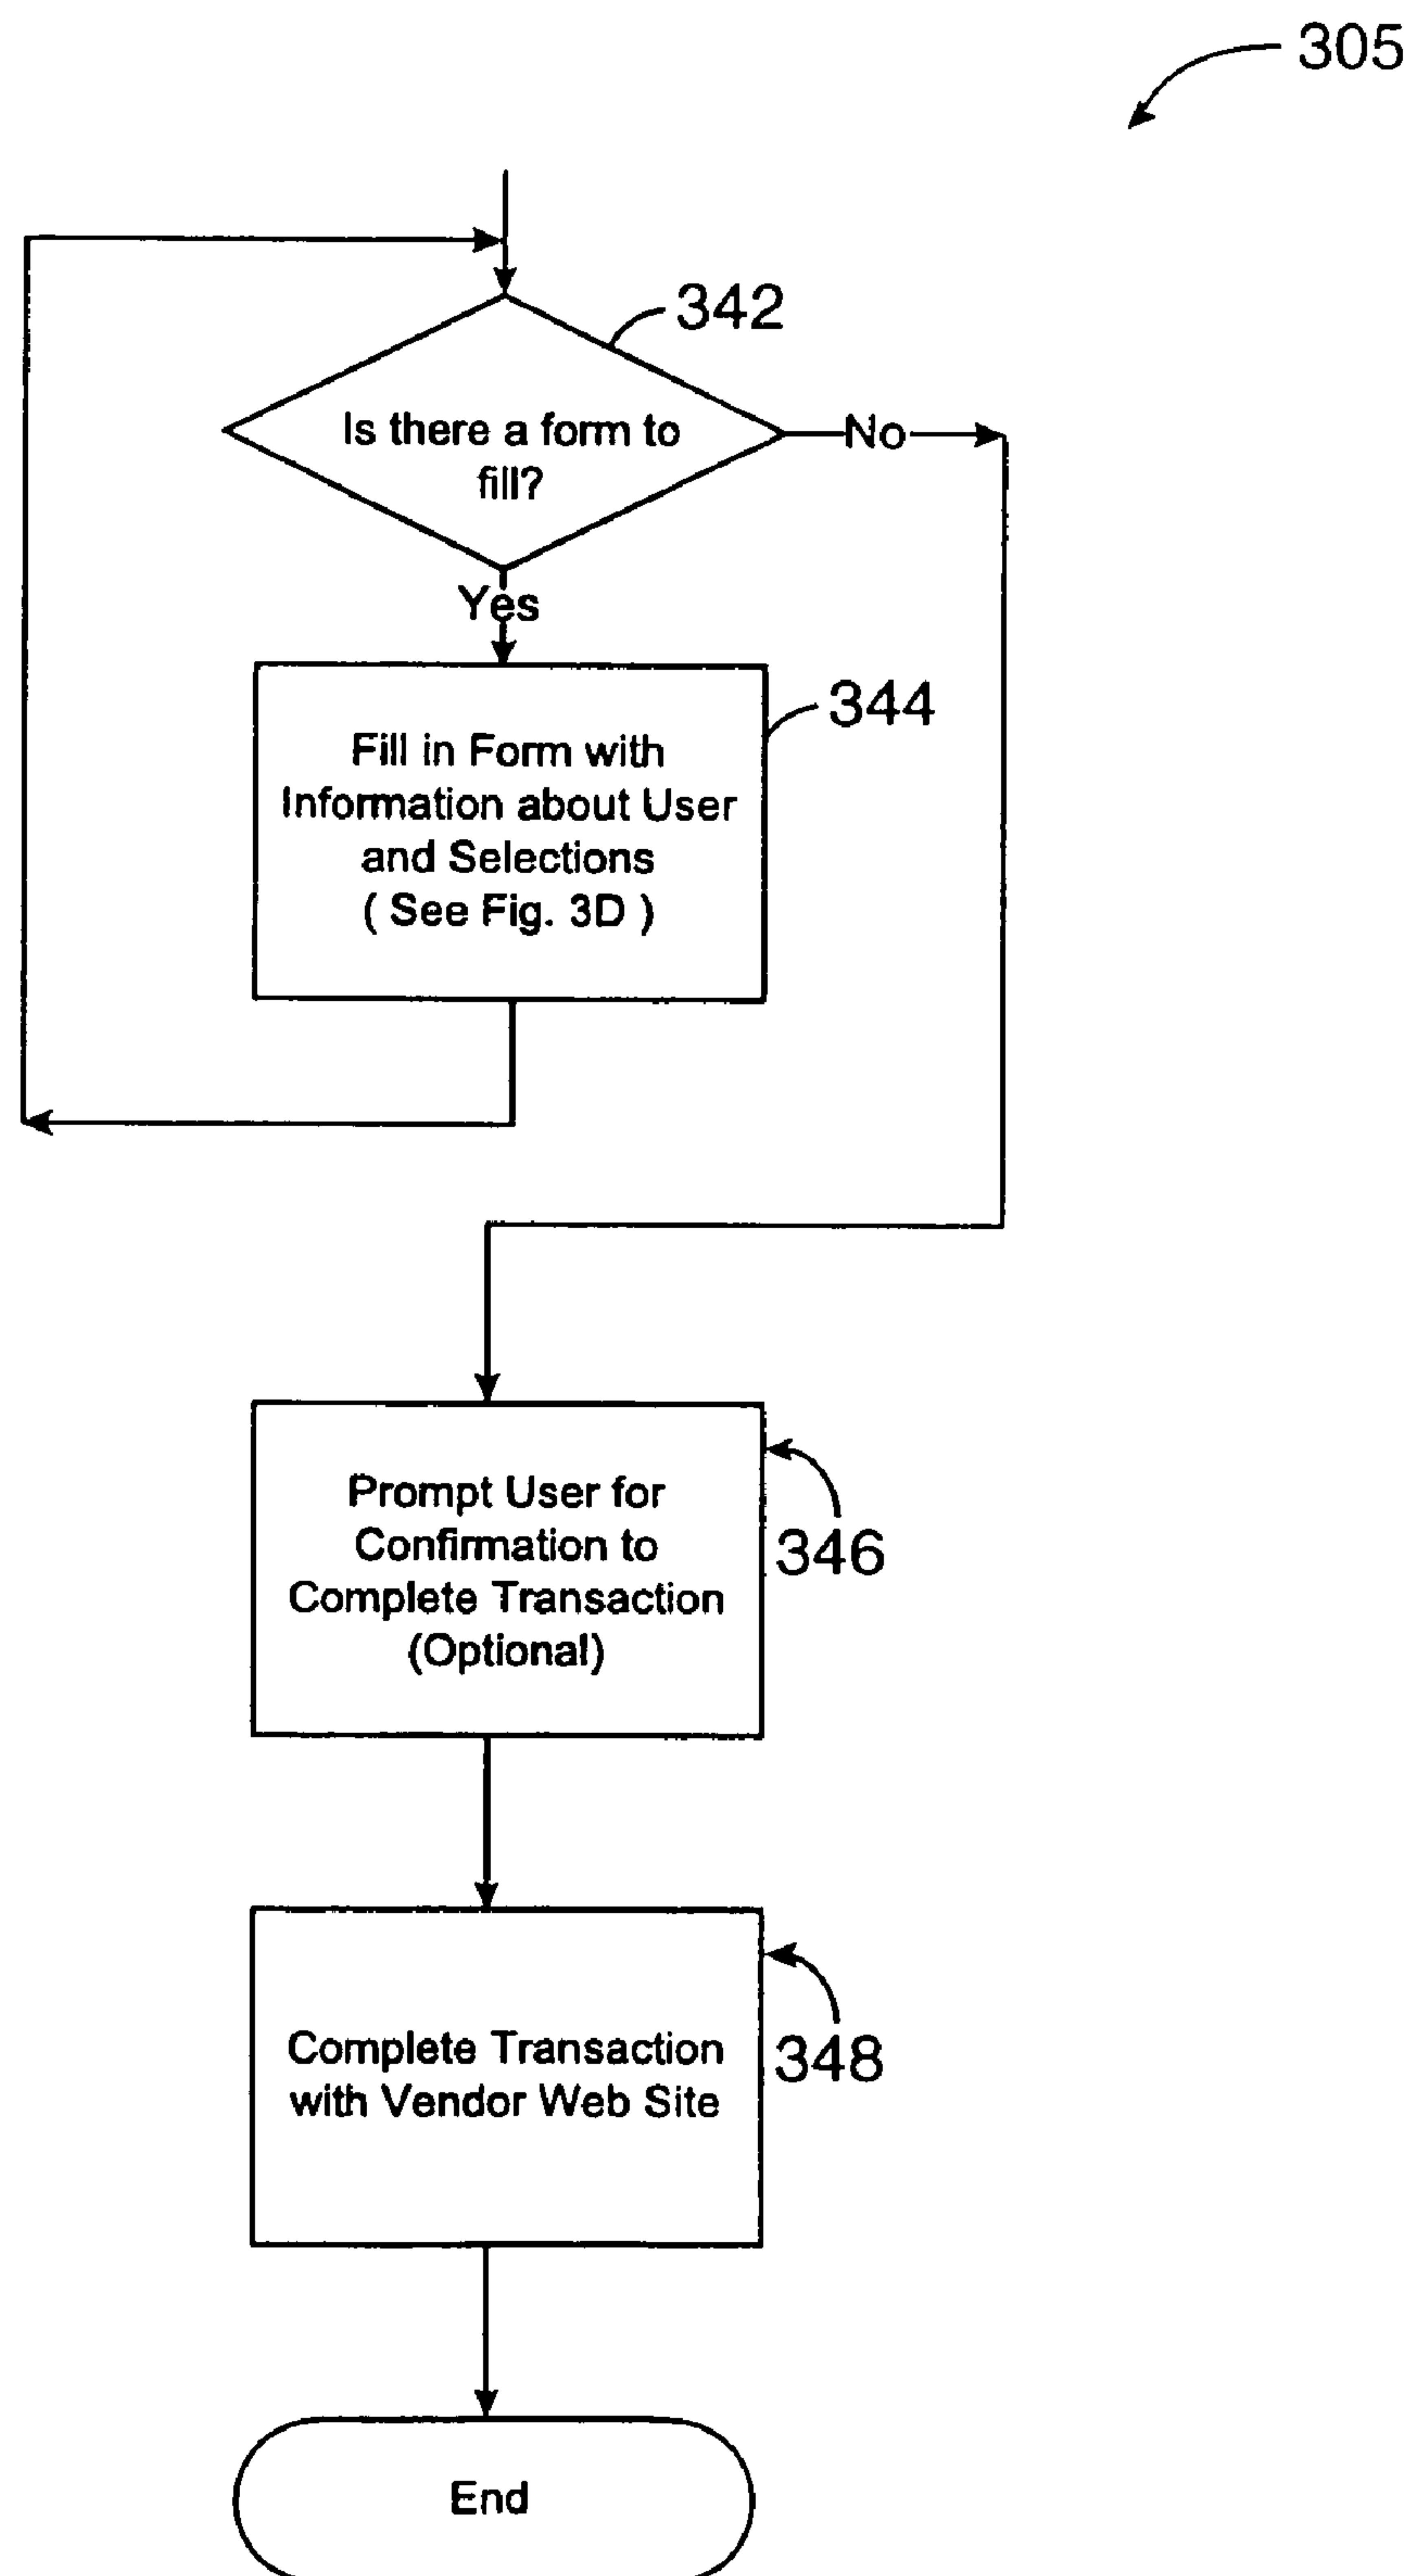 305
342
Is there a form to
fill?
No
Yes
344
Fill in Form with
Information about User
and Selections
( See Fig. 3D )
Prompt User for
Confirmation to
Complete Transaction
(Optional)
346
Complete Transaction
with Vendor Web Site
348
End